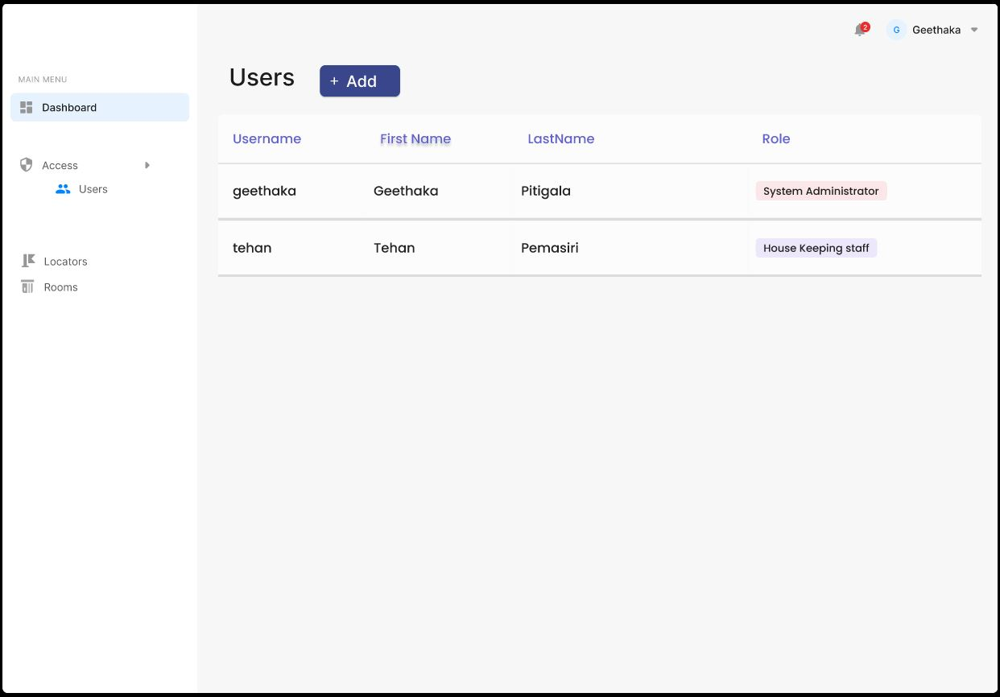 2
G
Geethaka
Users
+ Add
MAIN MENU
Dashboard
Access
Users
Locators
Rooms
Username First Name LastName Role
geethaka Geethaka Pitigala System Administrator
tehan Tehan Pemasiri House Keeping staff